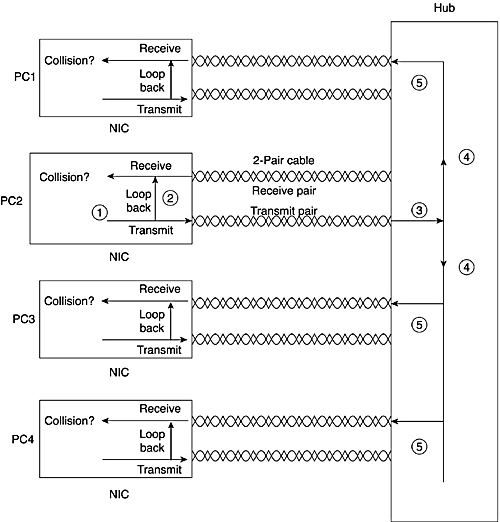 Hub
Receive
Collision?
Loop
back
PC1
Transmit
NIC
5
4
2-Pair cable
Receive
Collision?
Receive pair
1
Loop
back
2
PC2
Transmit pair
3
Transmit
NIC
4
Receive
Collision?
Loop
back
PC3
5
Transmit
NIC
Receive
Collision?
Loop
back
PC4
5
Transmit
NIC